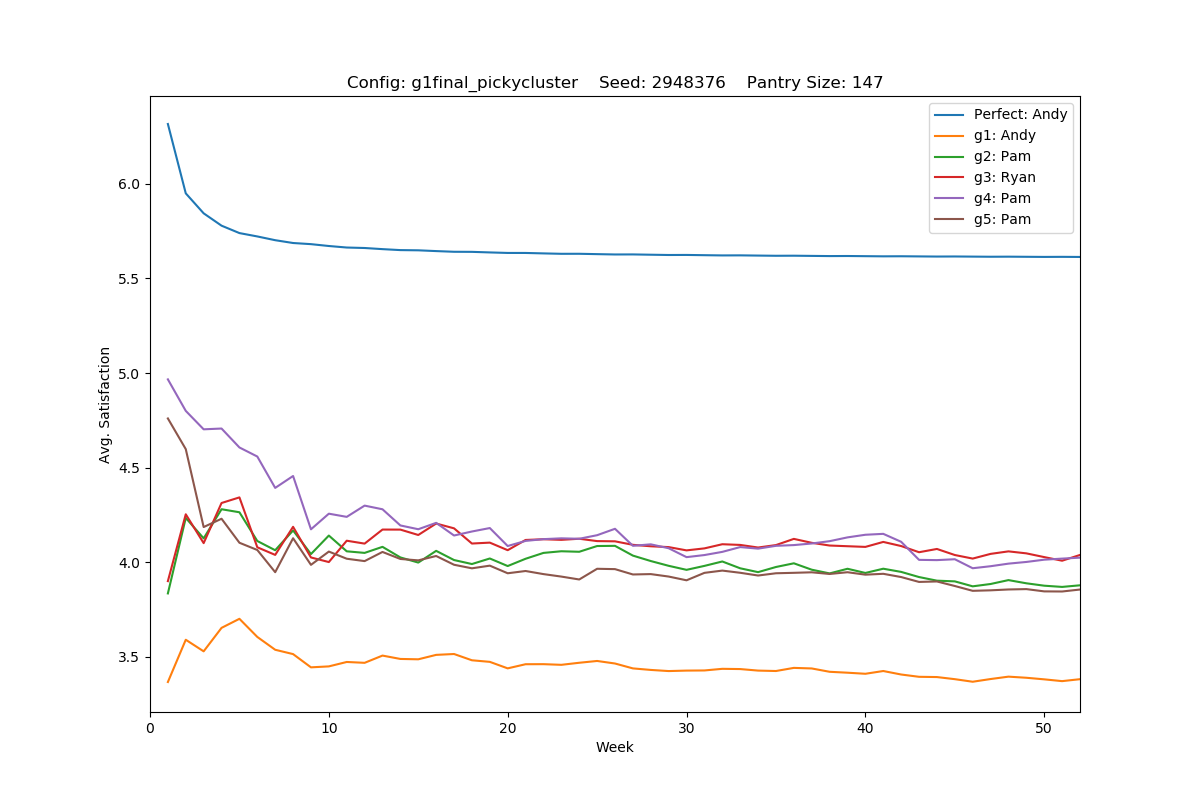 Config: g1final_pickycluster    Seed: 2948376    Pantry Size: 147
Perfect: Andy
g1: Andy
g2: Pam
g3: Ryan
g4: Pam
g5: Pam
Avg. Satisfaction
6.0
5.5
5.0
4.5
4.0
3.5
0 10 20 30 40 50
Week